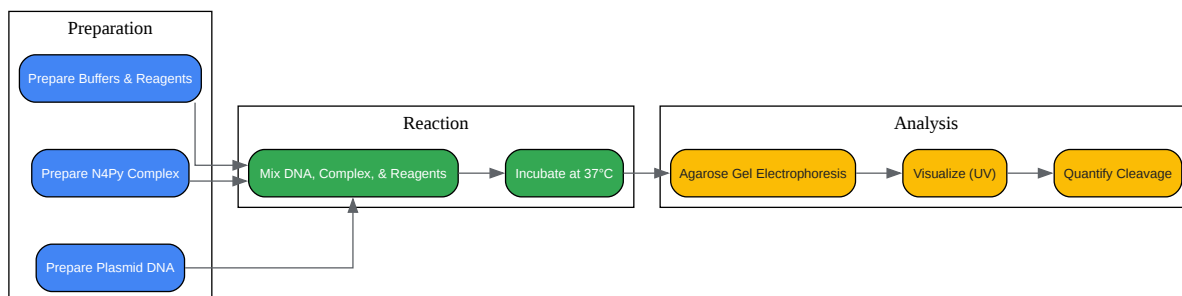 Preparation
Prepare Buffers & Reagents
Prepare N4Py Complex
Prepare Plasmid DNA
Reaction
Mix DNA, Complex, & Reagents
Incubate at 37°C
Analysis
Agarose Gel Electrophoresis
Visualize (UV)
Quantify Cleavage